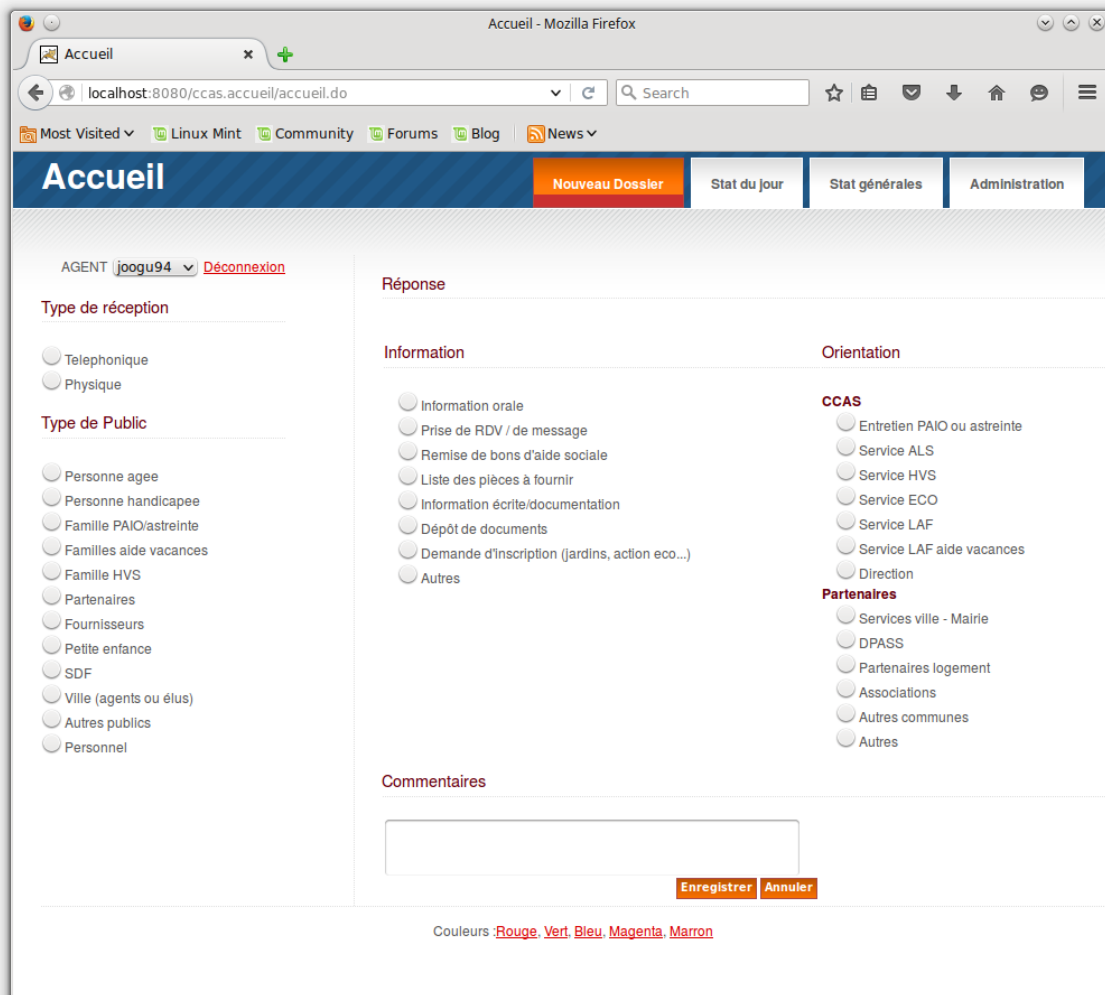 Accueil - Mozilla Firefox
Accueil
localhost:8080/ccas.accueil/accueil.do
Search
Most Visited
Linux Mint
Community
Forums
Blog
News
Accueil
Nouveau Dossier
Stat du jour
Stat générales
Administration
AGENT joogu94 Déconnexion
Type de réception
Telephonique
Physique
Type de Public
Personne agee
Personne handicapee
Famille PAIO/astreinte
Familles aide vacances
Famille HVS
Partenaires
Fournisseurs
Petite enfance
SDF
Ville (agents ou élus)
Autres publics
Personnel
Réponse
Information
Information orale
Prise de RDV / de message
Remise de bons d'aide sociale
Liste des pièces à fournir
Information écrite/documentation
Dépôt de documents
Demande d'inscription (jardins, action eco...)
Autres
Orientation
CCAS
Entretien PAIO ou astreinte
Service ALS
Service HVS
Service ECO
Service LAF
Service LAF aide vacances
Direction
Partenaires
Services ville - Mairie
DPASS
Partenaires logement
Associations
Autres communes
Autres
Commentaires
Enregistrer
Annuler
Couleurs :Rouge, Vert, Bleu, Magenta, Marron